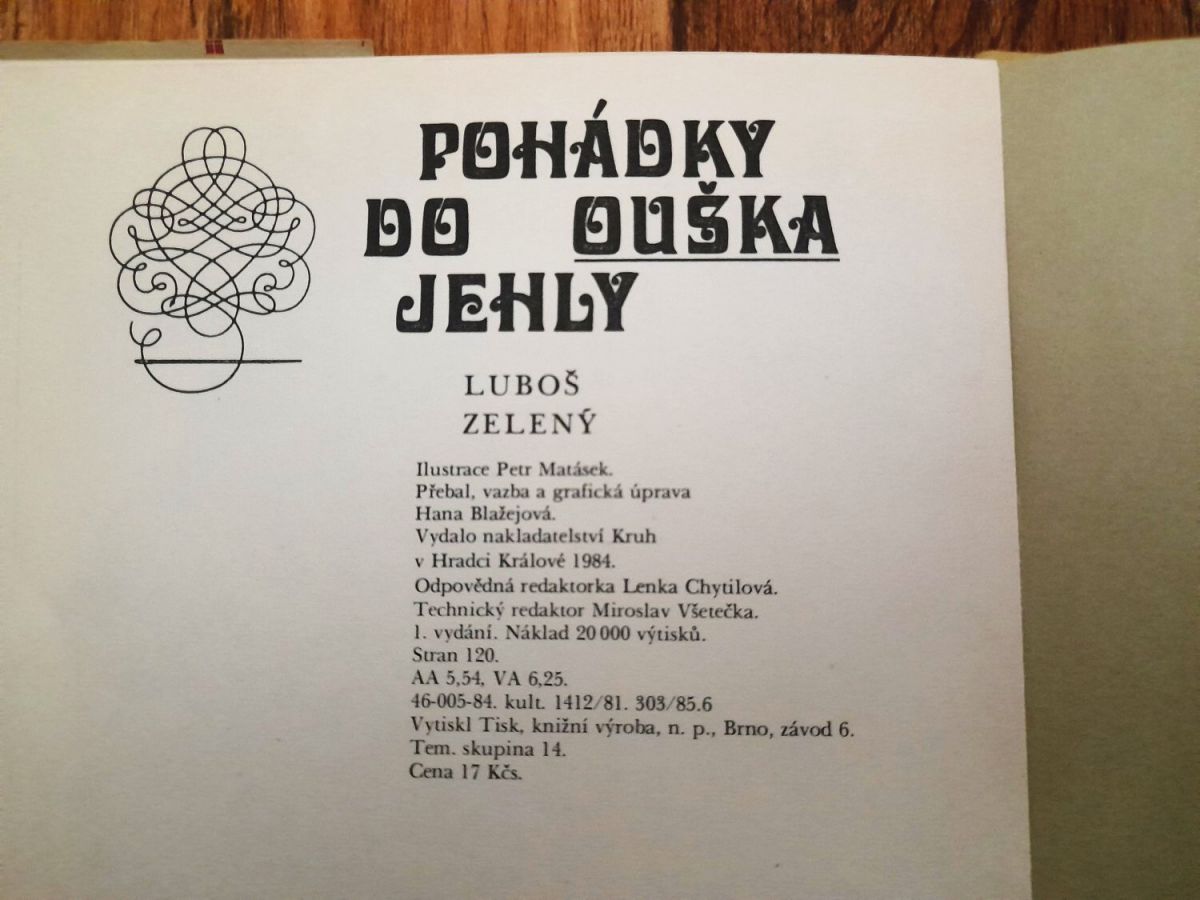 POHÁDKY
DO OUŠKA
JEHLY
LUBOŠ
ZELENÝ
Ilustrace Petr Matásek.
Přebal, vazba a grafická úprava
Hana Blažejová.
Vydalo nakladatelství Kruh
v Hradci Králové 1984.
Odpovědná redaktorka Lenka Chytilová.
Technický redaktor Miroslav Všetečka.
1. vydání. Náklad 20 000 výtisků.
Stran 120.
AA 5,54, VA 6,25.
46-005-84. kult. 1412/81. 303/85.6
Vytiskl Tisk, knižní výroba, n. p., Brno, závod 6.
Tem. skupina 14.
Cena 17 Kčs.